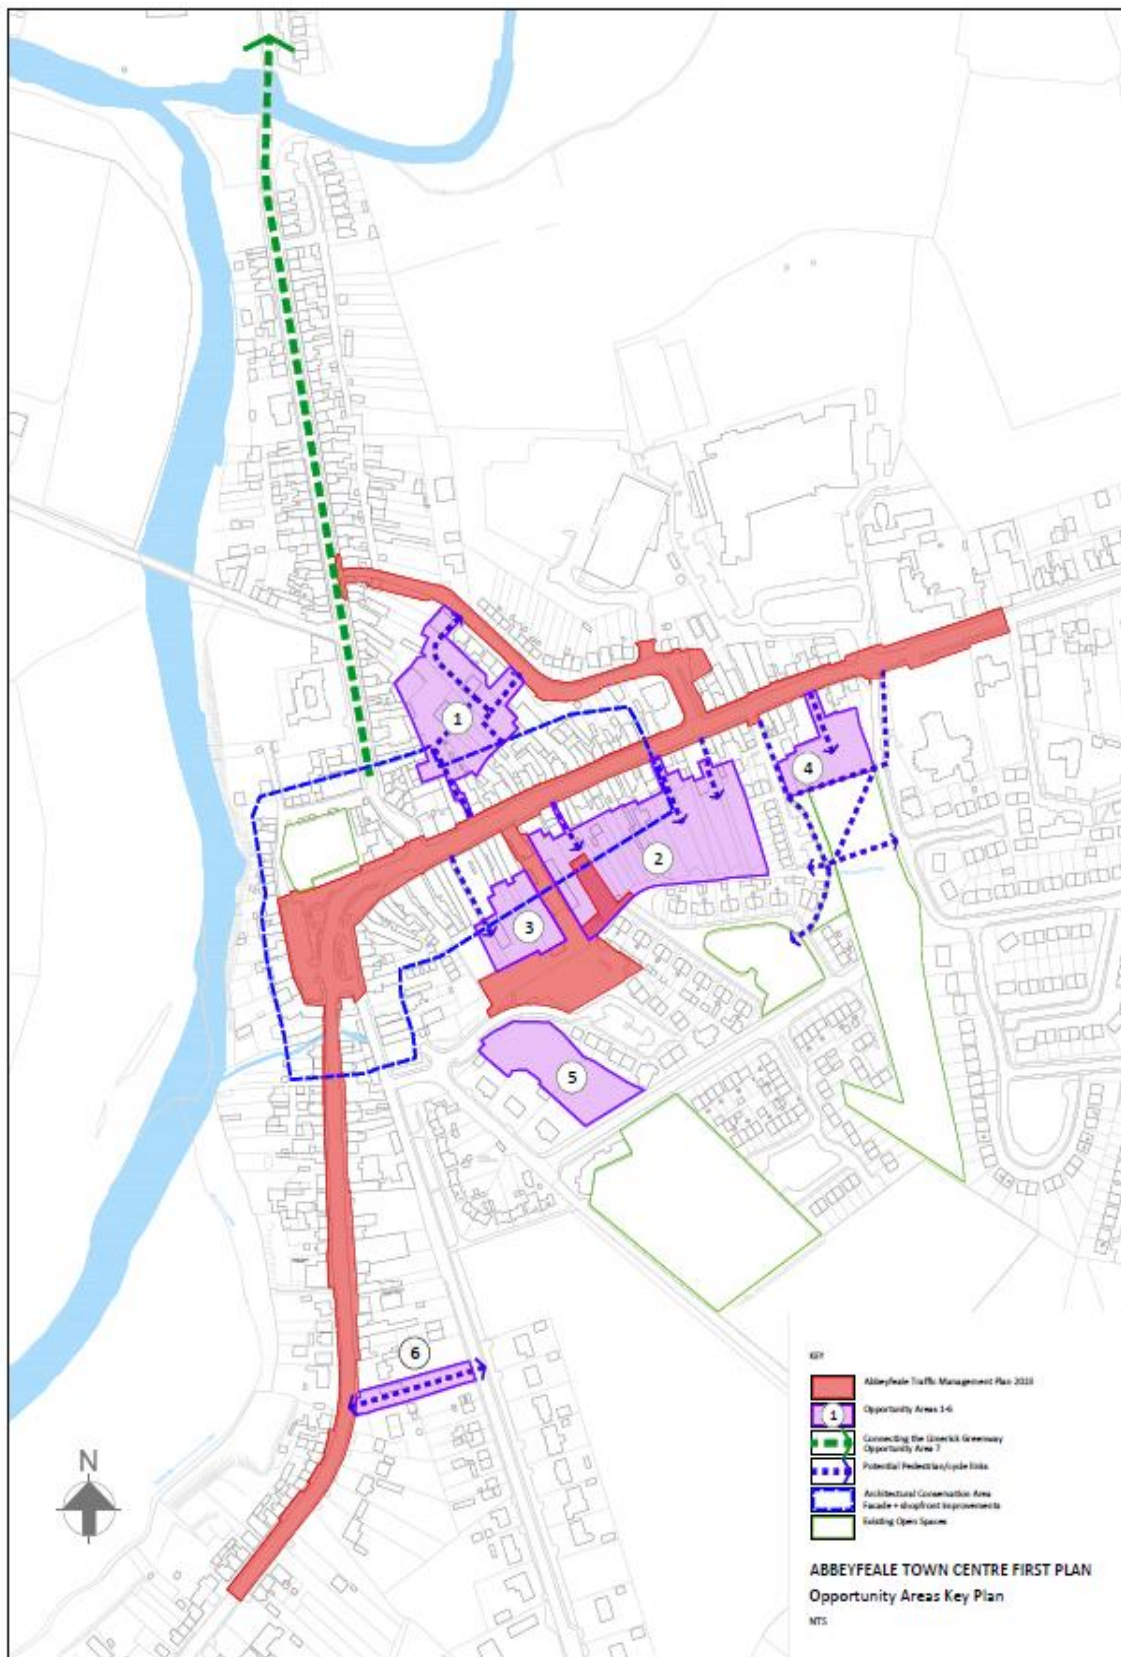 1
2
3
4
5
6
N
KEY
Abbeyfeale Traffic Management Plan 2018
1
Opportunity Areas 1-6
Connecting the Limerick Greenway
Opportunity Area 7
Potential Pedestrian/cycle links
Architectural Conservation Area
Facade + shopfront improvements
Existing Open Spaces
ABBEYFEALE TOWN CENTRE FIRST PLAN
Opportunity Areas Key Plan
NTS